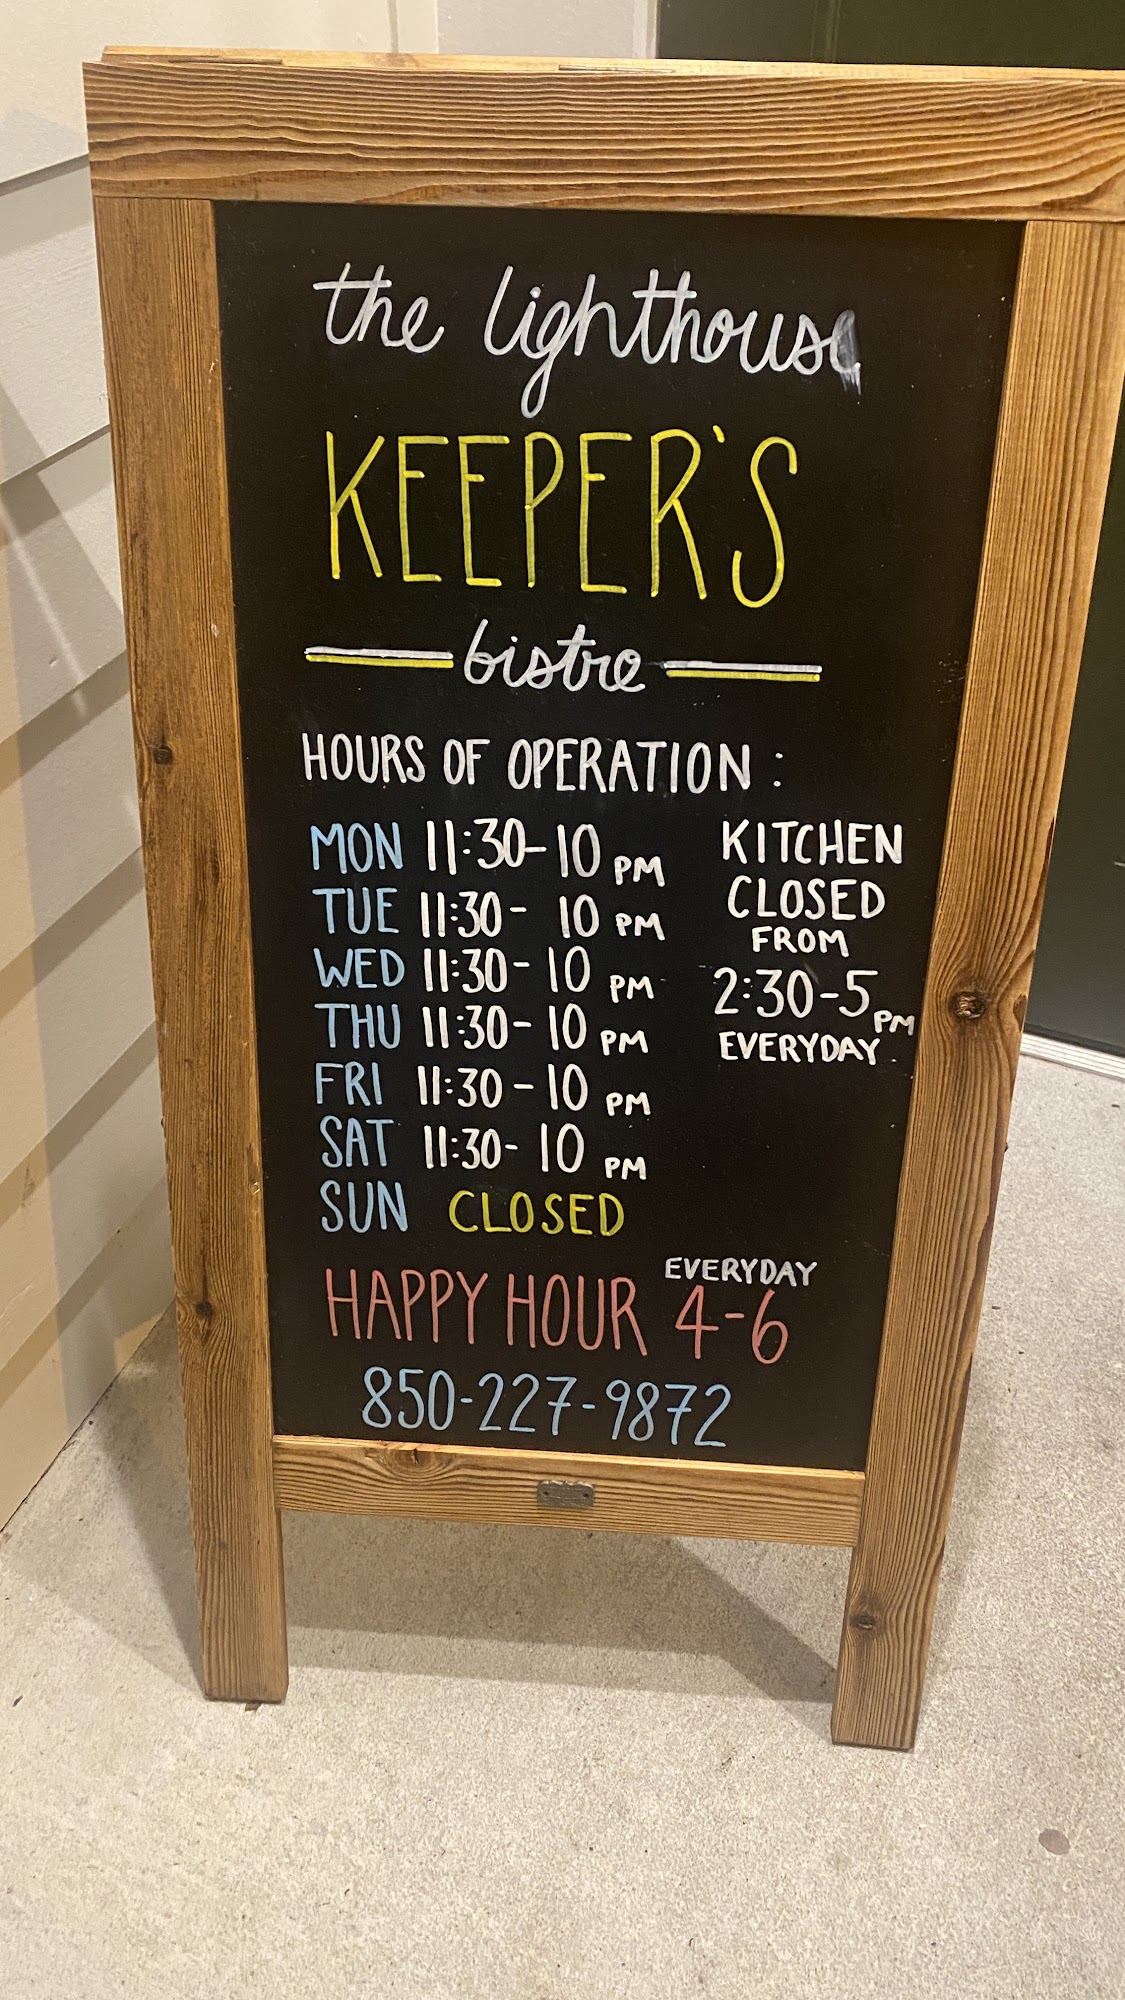 the lighthouse
KEEPER'S
bistro
HOURS OF OPERATION :
MON 11:30-10 PM
TUE 11:30- 10 PM
WED 11:30-10 PM
THU 11:30-10 PM
FRI 11:30-10 PM
SAT 11:30-10 PM
SUN CLOSED
KITCHEN
CLOSED
FROM
2:30-5 PM
EVERYDAY
EVERYDAY
HAPPY HOUR 4-6
850-227-9872